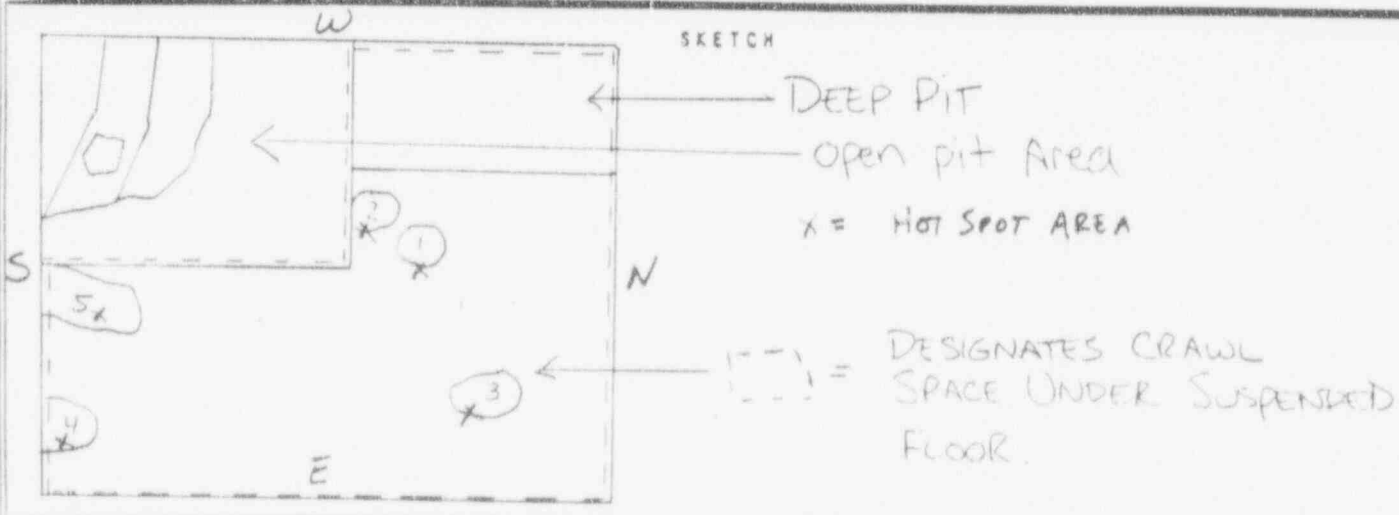 W
SKETCH
DEEP PIT
open pit Area
X = HOT SPOT AREA
2
X
1
X
S
N
5X
= DESIGNATES CRAWL
SPACE UNDER SUSPENDED
FLOOR.
3
X
4
X
E